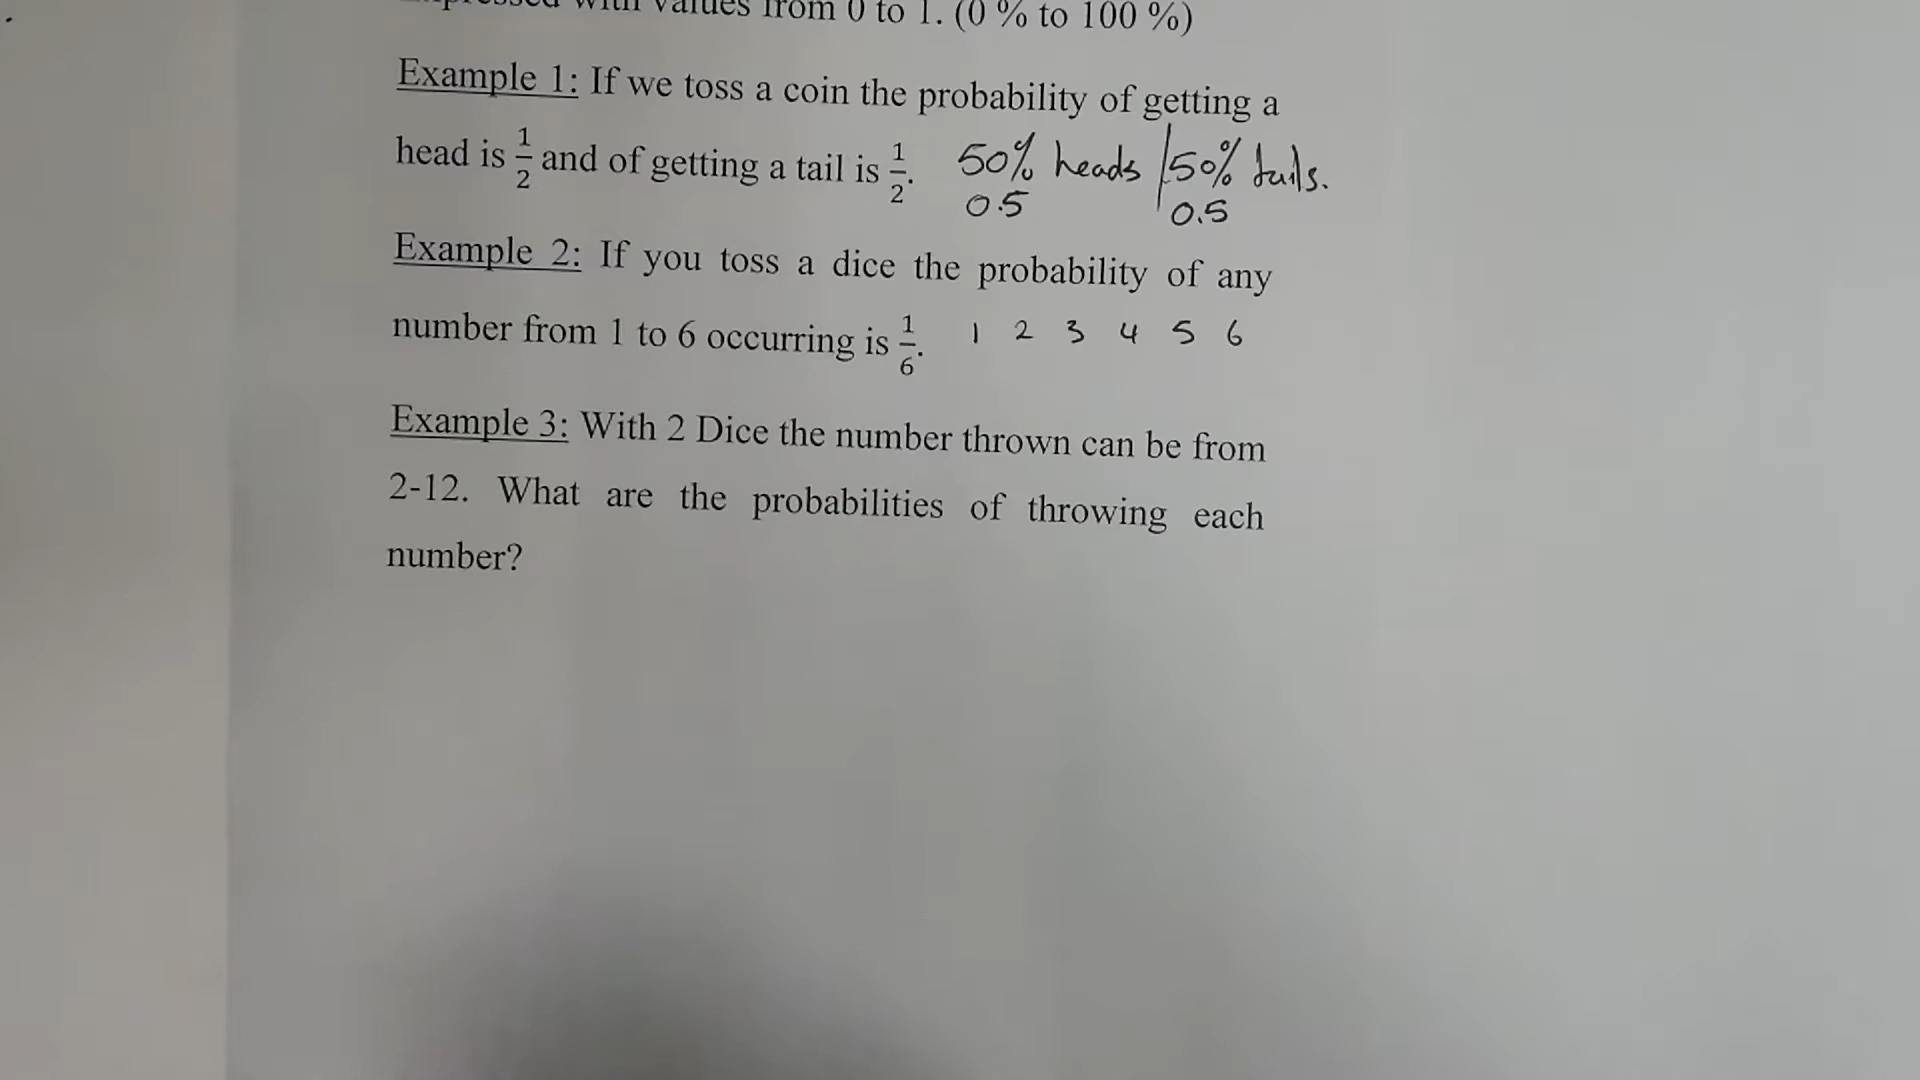 with values from 0 to 1. (0 % to 100 %)
Example 1: If we toss a coin the probability of getting a
head is 1/2 and of getting a tail is 1/2. 50% heads | 50% tails.
0.5 0.5
Example 2: If you toss a dice the probability of any
number from 1 to 6 occurring is 1/6. 1 2 3 4 5 6
Example 3: With 2 Dice the number thrown can be from
2-12. What are the probabilities of throwing each
number?